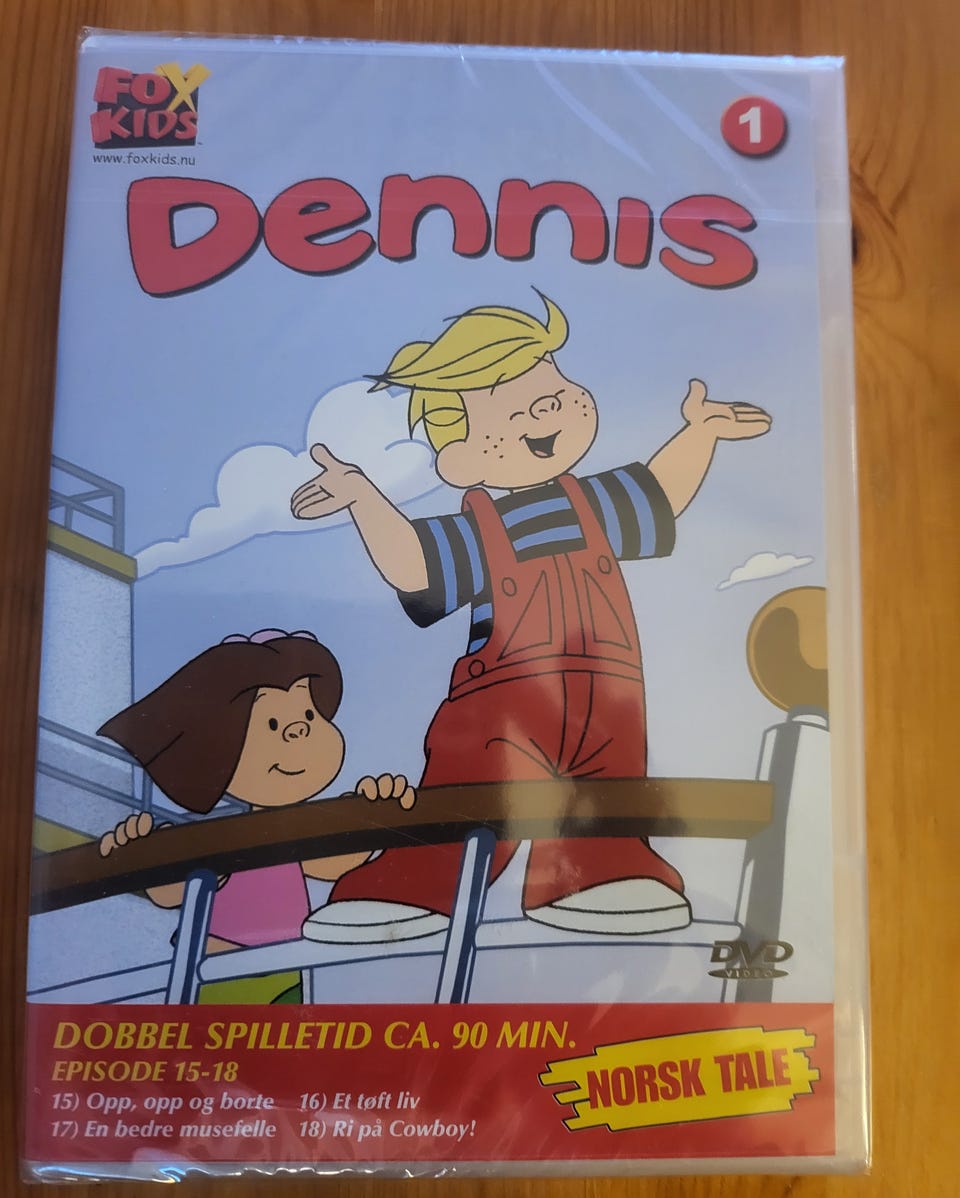 FOX
KIDS
www.foxkids.nu
1
Dennis
DVD
VIDEO
DOBBEL SPILLETID CA. 90 MIN.
EPISODE 15-18
15) Opp, opp og borte 16) Et tøft liv
17) En bedre musefelle 18) Ri på Cowboy!
NORSK TALE